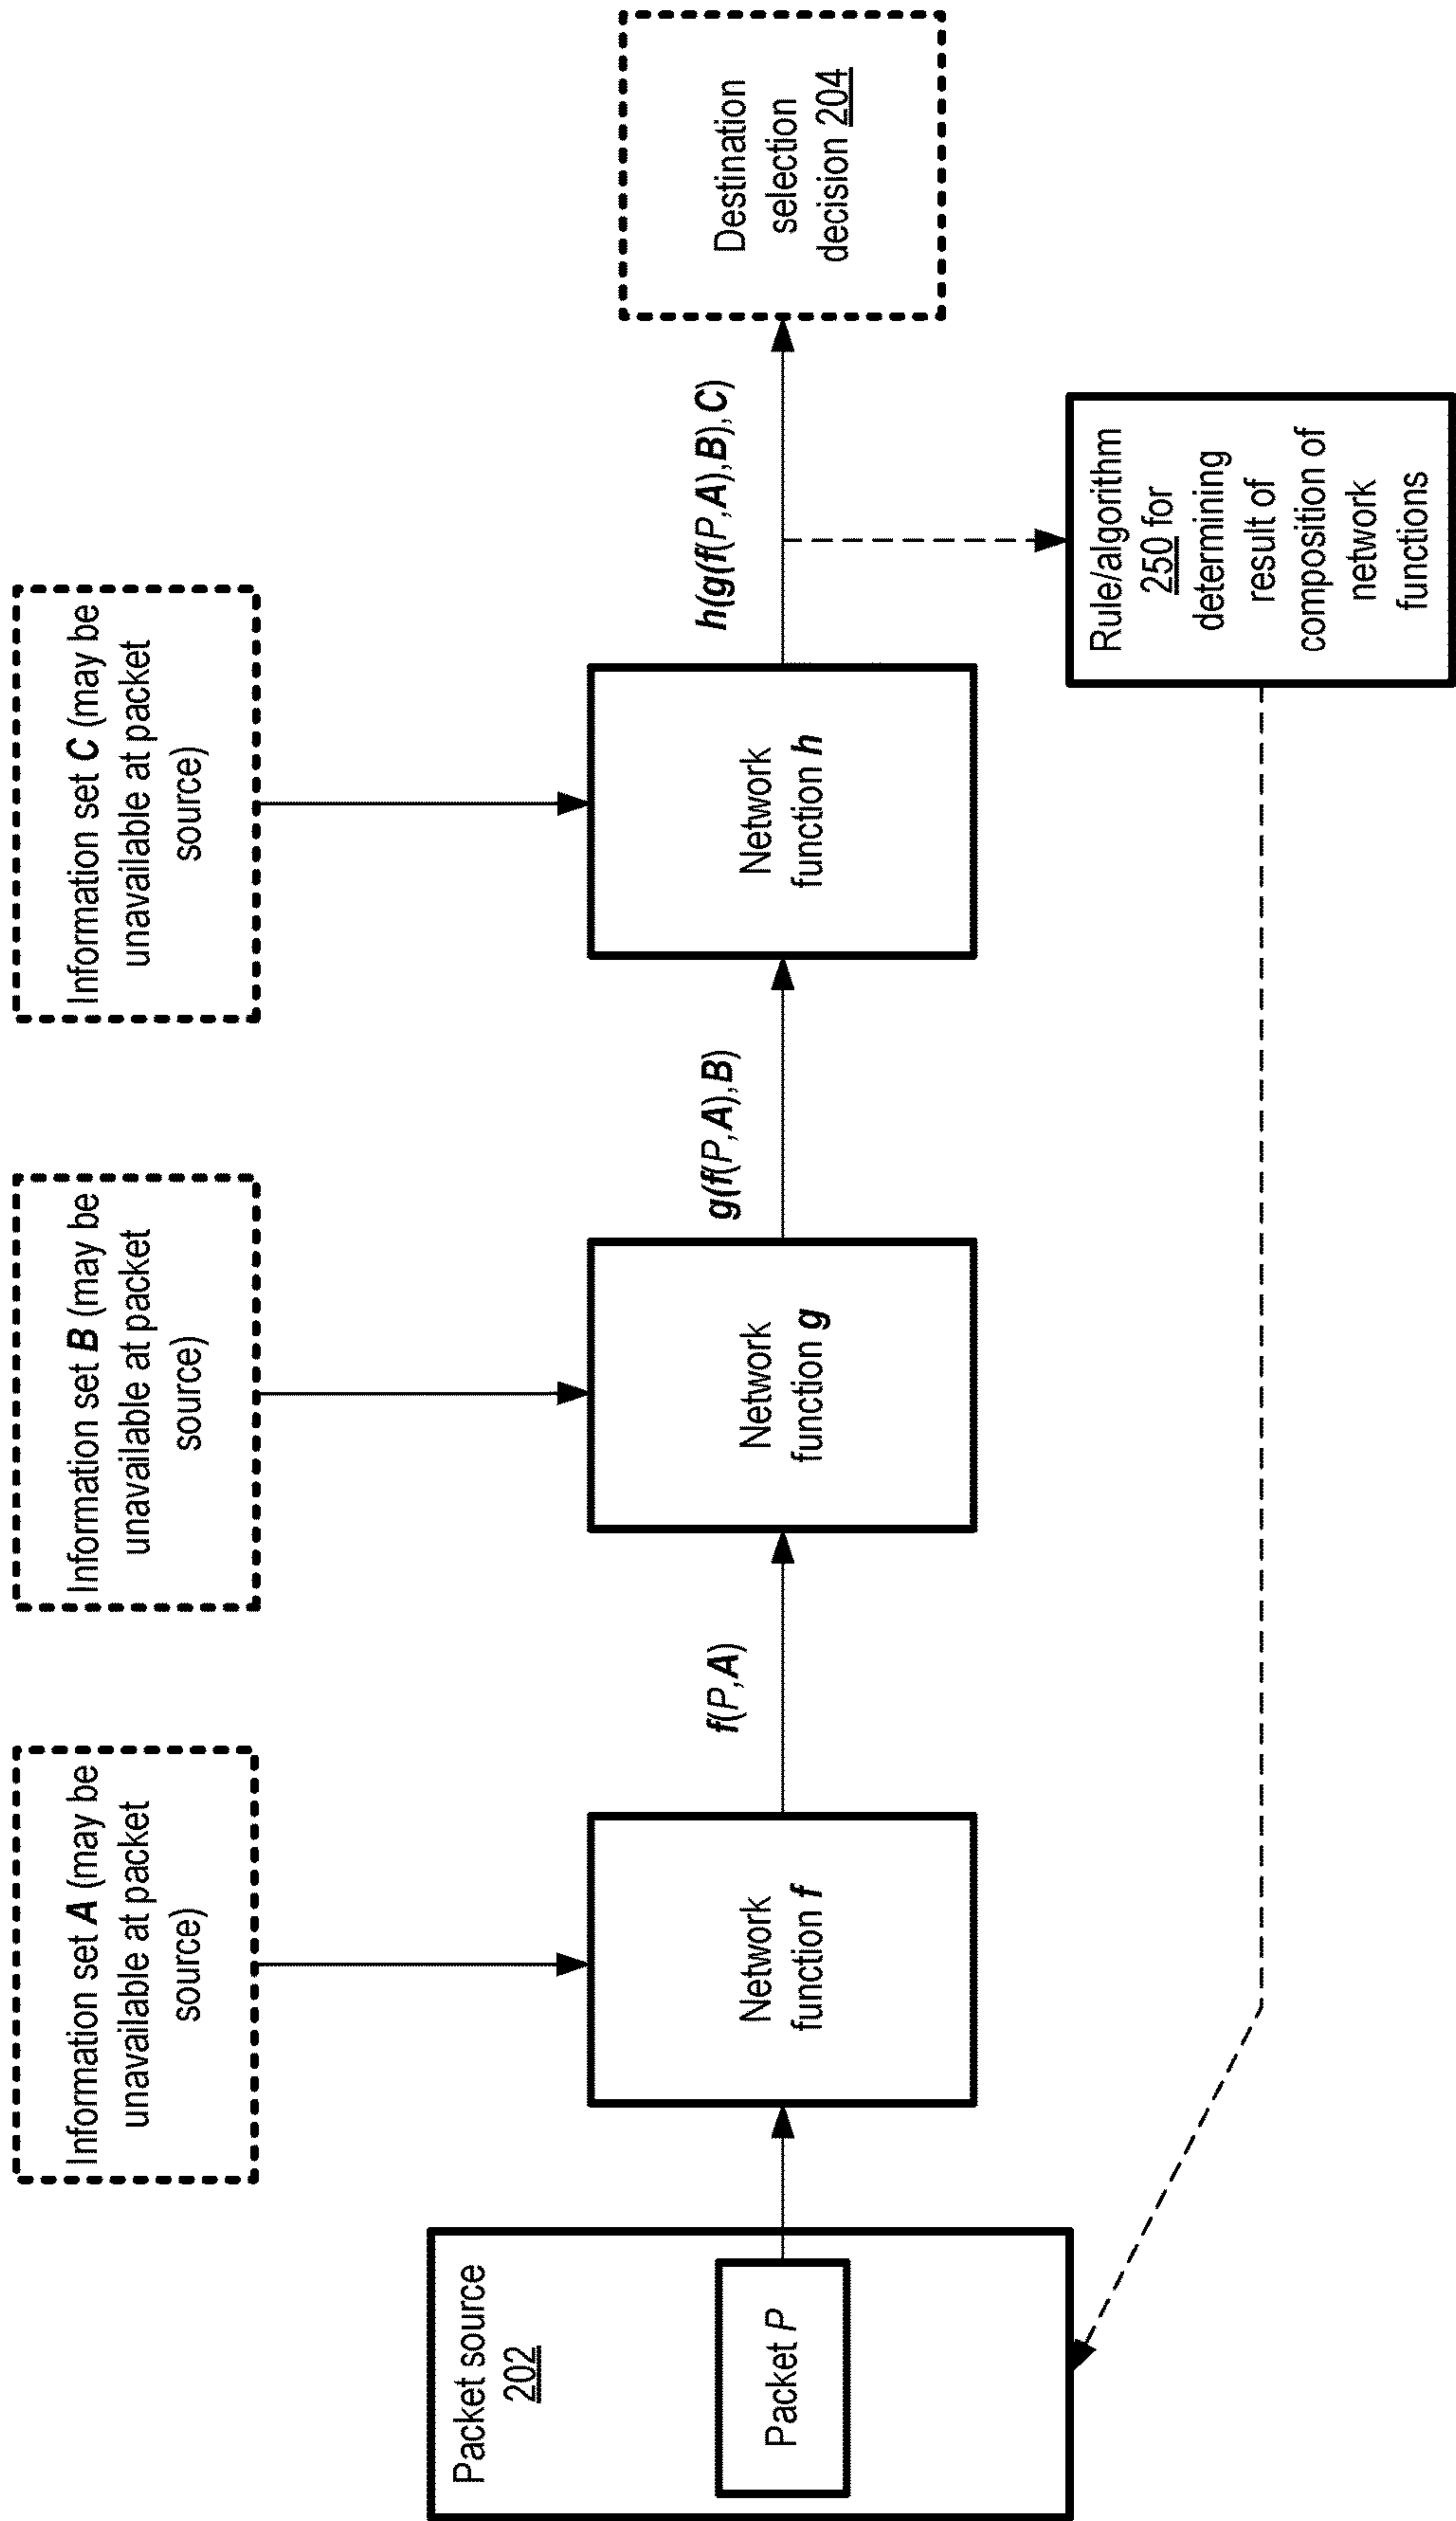 Information set A (may be
unavailable at packet
source)
Information set B (may be
unavailable at packet
source)
Information set C (may be
unavailable at packet
source)
Packet source
202
Packet P
Network
function f
f(P,A)
Network
function g
g(f(P,A),B)
Network
function h
h(g(f(P,A),B),C)
Destination
selection
decision 204
Rule/algorithm
250 for
determining
result of
composition of
network
functions